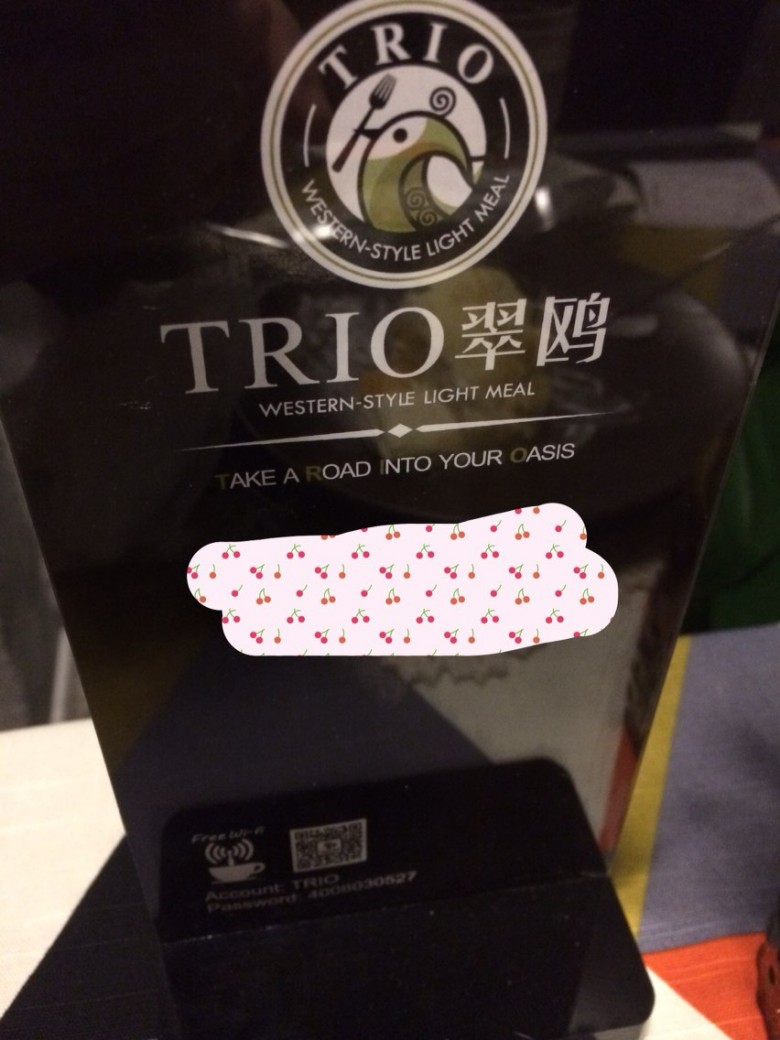 TRIO
WESTERN-STYLE LIGHT MEAL
TRIO翠鸥
WESTERN-STYLE LIGHT MEAL
TAKE A ROAD INTO YOUR OASIS
Free Wi-fi
Account: TRIO
Password: 4008030527